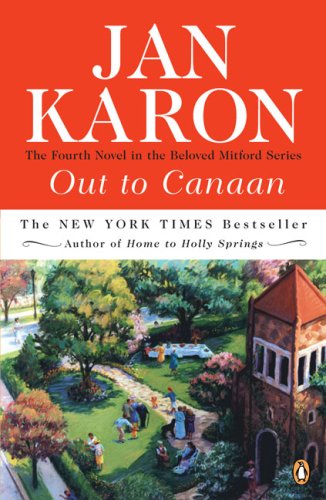 JAN
KARON
The Fourth Novel in the Beloved Mitford Series
Out to Canaan
The NEW YORK TIMES Bestseller
Author of Home to Holly Springs